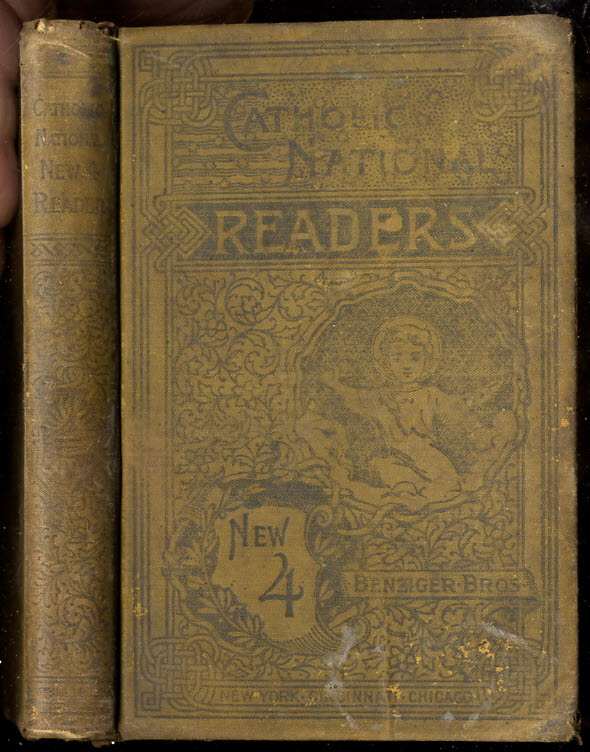 CATHOLIC
NATIONAL
NEW 4
READER
CATHOLIC
NATIONAL
READERS
NEW
4
BENZIGER BROS
NEW YORK · CINCINNATI · CHICAGO